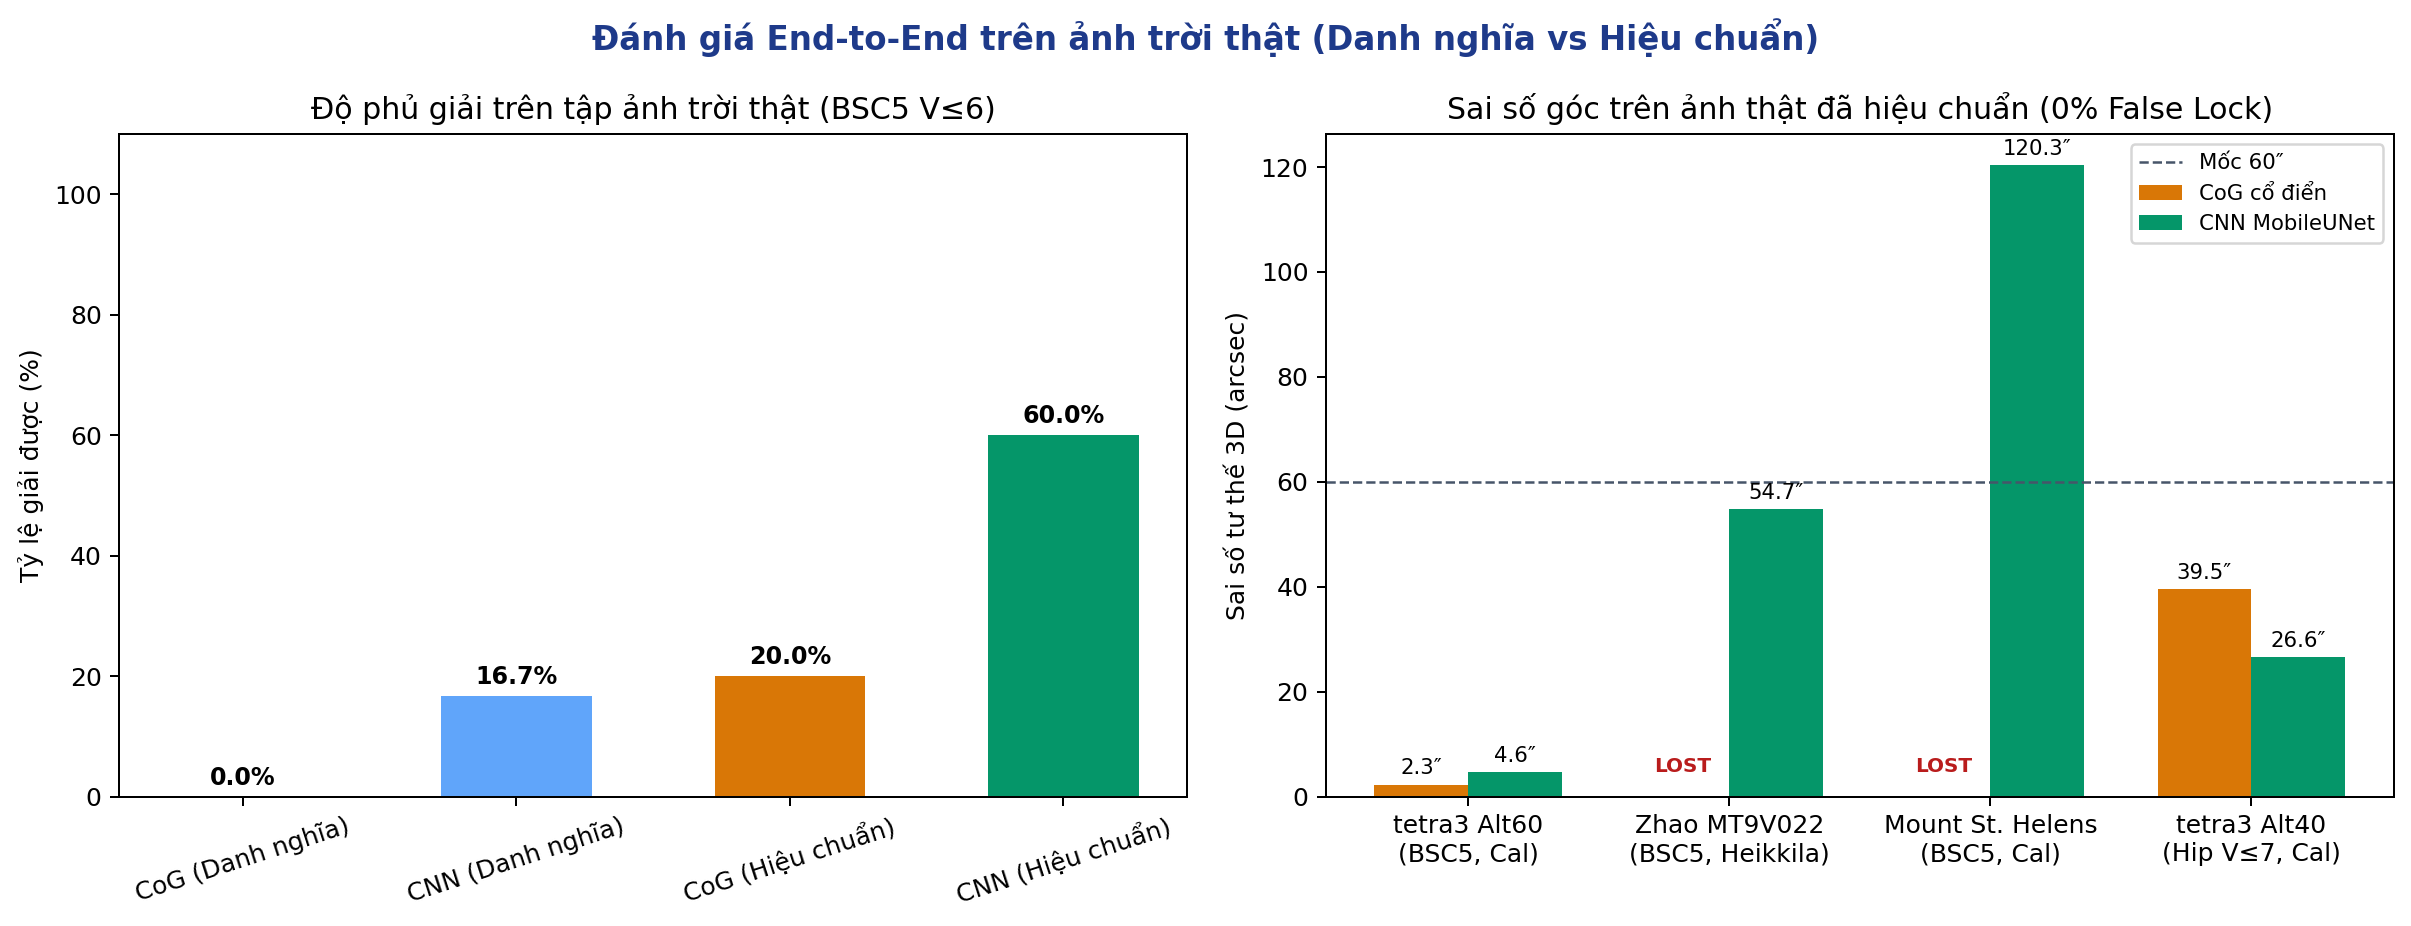 Đánh giá End-to-End trên ảnh trời thật (Danh nghĩa vs Hiệu chuẩn)
Độ phủ giải trên tập ảnh trời thật (BSC5 V≤6)
Tỷ lệ giải được (%)
100
80
60
40
20
0
0.0%
16.7%
20.0%
60.0%
CoG (Danh nghĩa)
CNN (Danh nghĩa)
CoG (Hiệu chuẩn)
CNN (Hiệu chuẩn)
Sai số góc trên ảnh thật đã hiệu chuẩn (0% False Lock)
Sai số tư thế 3D (arcsec)
120
100
80
60
40
20
0
Mốc 60″
CoG cổ điển
CNN MobileUNet
2.3″
4.6″
LOST
54.7″
LOST
120.3″
39.5″
26.6″
tetra3 Alt60
(BSC5, Cal)
Zhao MT9V022
(BSC5, Heikkila)
Mount St. Helens
(BSC5, Cal)
tetra3 Alt40
(Hip V≤7, Cal)